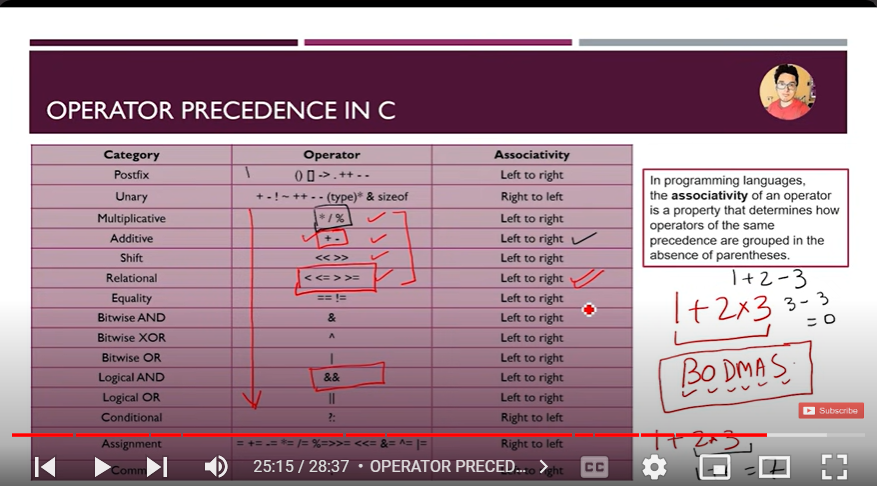 OPERATOR PRECEDENCE IN C
Category Operator Associativity
Postfix () [] -> . ++ - - Left to right
Unary + - ! ~ ++ - - (type)* & sizeof Right to left
Multiplicative * / % Left to right
Additive + - Left to right
Shift << >> Left to right
Relational < <= > >= Left to right
Equality == != Left to right
Bitwise AND & Left to right
Bitwise XOR ^ Left to right
Bitwise OR | Left to right
Logical AND && Left to right
Logical OR || Left to right
Conditional ?: Right to left
Assignment = += -= *= /= %=>>= <<= &= ^= |= Right to left
Comm to right
In programming languages,
the associativity of an operator
is a property that determines how
operators of the same
precedence are grouped in the
absence of parentheses.
1+2-3
1+2×3
3-3
=0
BODMAS
Subscribe
1+2×3
25:15 / 28:37 • OPERATOR PRECED... >
CC